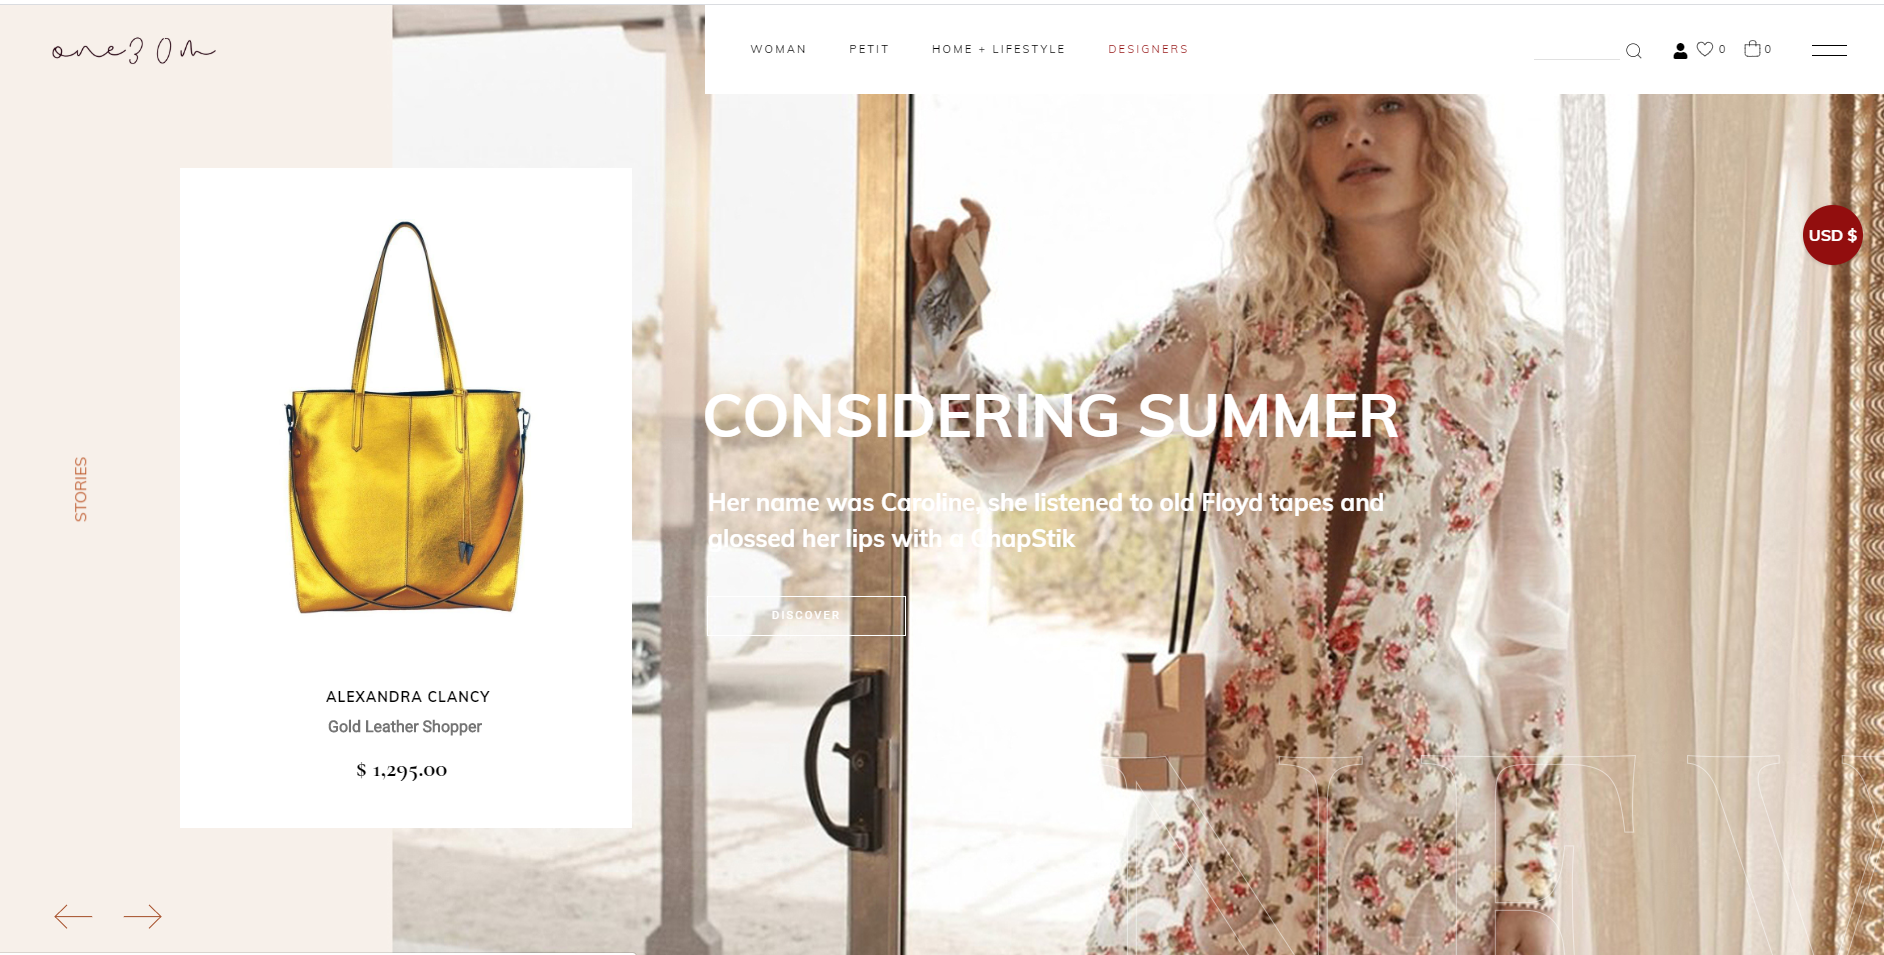 one3 0m
WOMAN
PETIT
HOME + LIFESTYLE
DESIGNERS
0
0
USD $
STORIES
CONSIDERING SUMMER
Her name was Caroline, she listened to old Floyd tapes and
glossed her lips with a ChapStik
DISCOVER
ALEXANDRA CLANCY
Gold Leather Shopper
$ 1,295.00